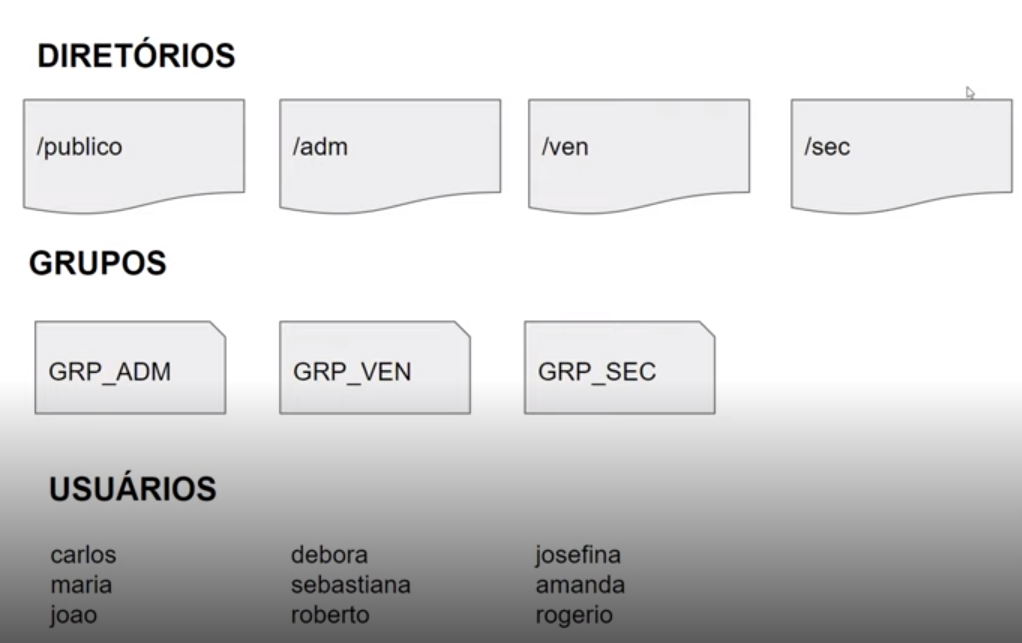 DIRETÓRIOS
/publico /adm /ven /sec
GRUPOS
GRP_ADM GRP_VEN GRP_SEC
USUÁRIOS
carlos debora josefina
maria sebastiana amanda
joao roberto rogerio